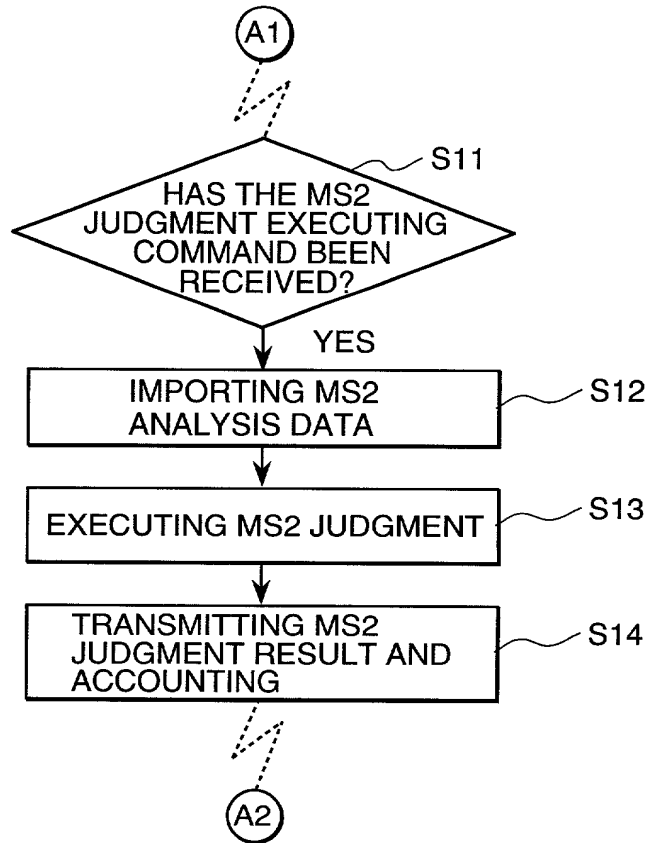 A1
S11
HAS THE MS2
JUDGMENT EXECUTING
COMMAND BEEN
RECEIVED?
YES
IMPORTING MS2
ANALYSIS DATA
S12
EXECUTING MS2 JUDGMENT
S13
TRANSMITTING MS2
JUDGMENT RESULT AND
ACCOUNTING
S14
A2